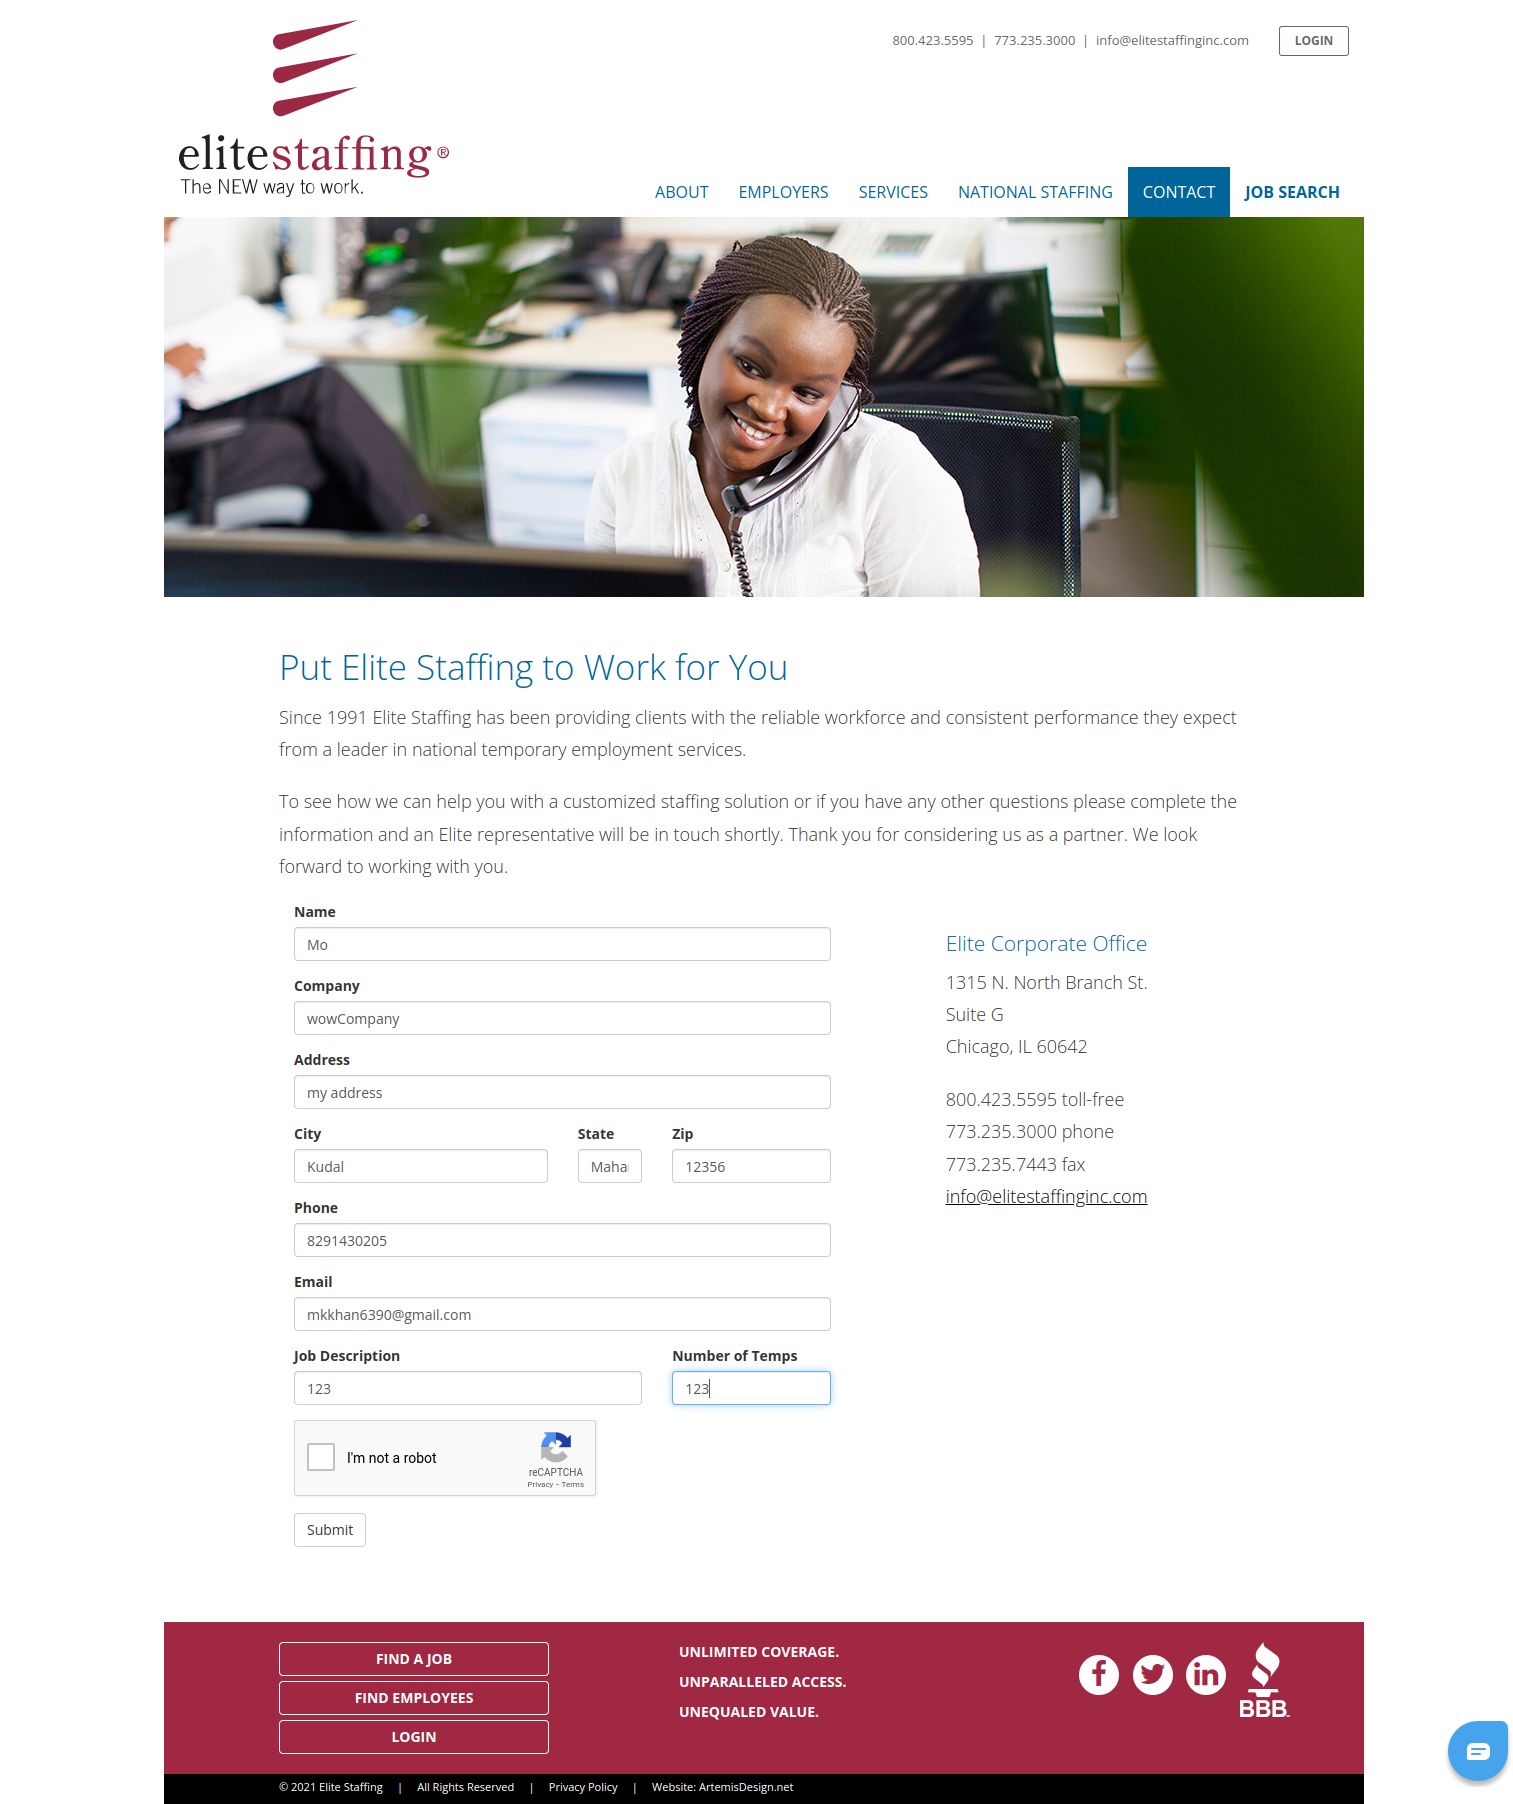 800.423.5595 | 773.235.3000 | info@elitestaffinginc.com LOGIN
elitestaffing®
The NEW way to work.
ABOUT EMPLOYERS SERVICES NATIONAL STAFFING CONTACT JOB SEARCH
Put Elite Staffing to Work for You
Since 1991 Elite Staffing has been providing clients with the reliable workforce and consistent performance they expect
from a leader in national temporary employment services.
To see how we can help you with a customized staffing solution or if you have any other questions please complete the
information and an Elite representative will be in touch shortly. Thank you for considering us as a partner. We look
forward to working with you.
Name
Mo
Company
wowCompany
Address
my address
City State Zip
Kudal Maha 12356
Phone
8291430205
Email
mkkhan6390@gmail.com
Job Description Number of Temps
123 123
I'm not a robot
reCAPTCHA
Privacy - Terms
Submit
Elite Corporate Office
1315 N. North Branch St.
Suite G
Chicago, IL 60642
800.423.5595 toll-free
773.235.3000 phone
773.235.7443 fax
info@elitestaffinginc.com
FIND A JOB
FIND EMPLOYEES
LOGIN
UNLIMITED COVERAGE.
UNPARALLELED ACCESS.
UNEQUALED VALUE.
f in
BBB
© 2021 Elite Staffing | All Rights Reserved | Privacy Policy | Website: ArtemisDesign.net